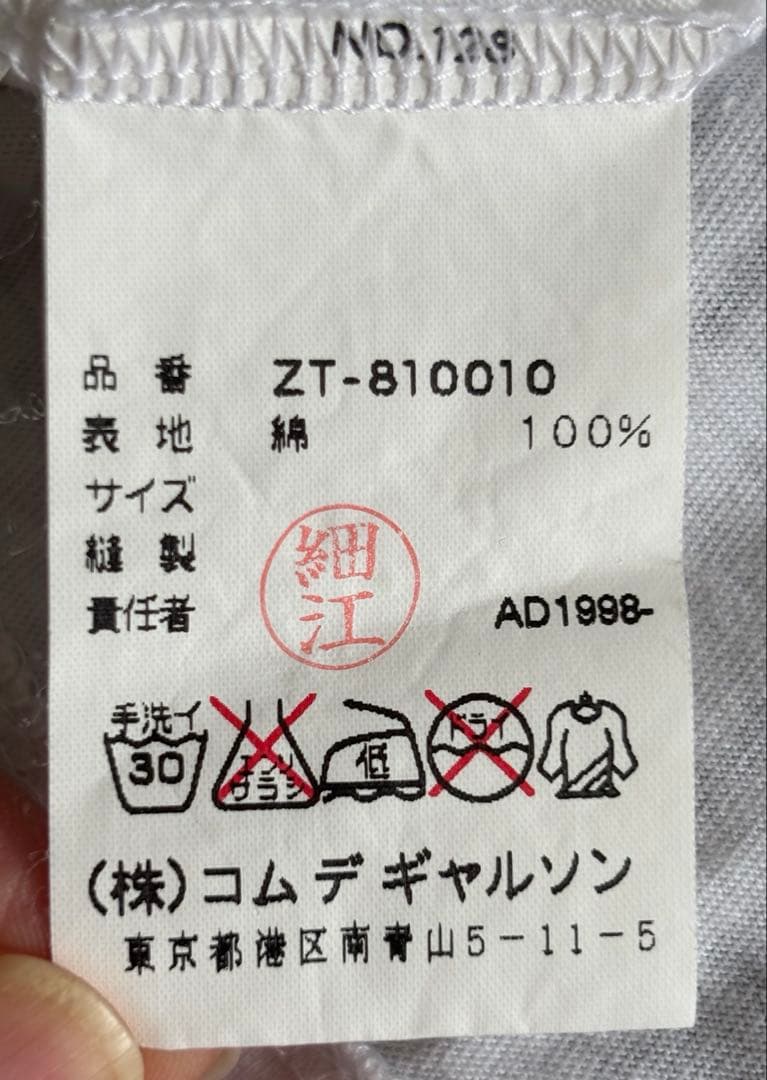 NO.128
品番 ZT-810010
表地 綿 100%
サイズ
縫製
責任者 細江 AD1998-
手洗イ 30 エンソサラシ 低 ドライ
(株)コムデギャルソン
東京都港区南青山5-11-5